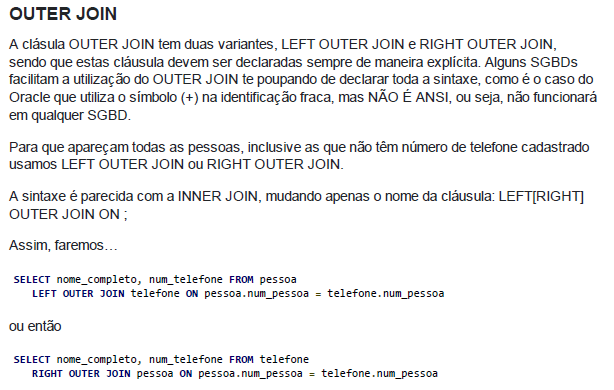 OUTER JOIN
A clásula OUTER JOIN tem duas variantes, LEFT OUTER JOIN e RIGHT OUTER JOIN,
sendo que estas cláusula devem ser declaradas sempre de maneira explícita. Alguns SGBDs
facilitam a utilização do OUTER JOIN te poupando de declarar toda a sintaxe, como é o caso do
Oracle que utiliza o símbolo (+) na identificação fraca, mas NÃO É ANSI, ou seja, não funcionará
em qualquer SGBD.
Para que apareçam todas as pessoas, inclusive as que não têm número de telefone cadastrado
usamos LEFT OUTER JOIN ou RIGHT OUTER JOIN.
A sintaxe é parecida com a INNER JOIN, mudando apenas o nome da cláusula: LEFT[RIGHT]
OUTER JOIN ON ;
Assim, faremos…
SELECT nome_completo, num_telefone FROM pessoa
LEFT OUTER JOIN telefone ON pessoa.num_pessoa = telefone.num_pessoa
ou então
SELECT nome_completo, num_telefone FROM telefone
RIGHT OUTER JOIN pessoa ON pessoa.num_pessoa = telefone.num_pessoa